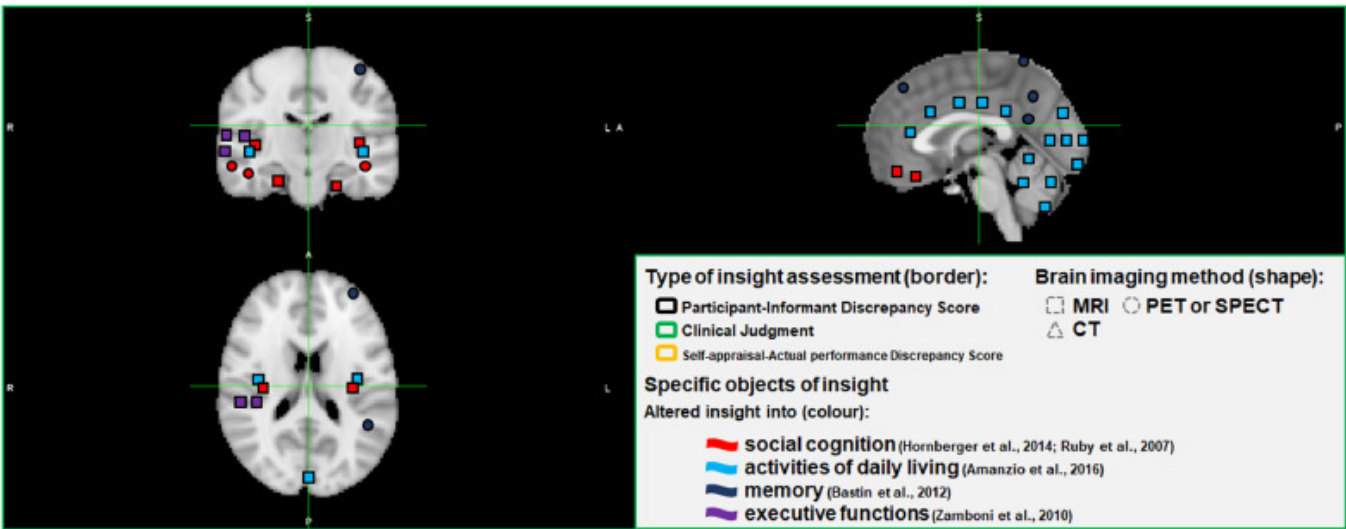 S
S
R
L A
P
A
R
L
P
Type of insight assessment (border):
Brain imaging method (shape):
Participant-Informant Discrepancy Score
MRI
PET or SPECT
Clinical Judgment
CT
Self-appraisal-Actual performance Discrepancy Score
Specific objects of insight
Altered insight into (colour):
social cognition (Hornberger et al., 2014; Ruby et al., 2007)
activities of daily living (Amanzio et al., 2016)
memory (Bastin et al., 2012)
executive functions (Zamboni et al., 2010)